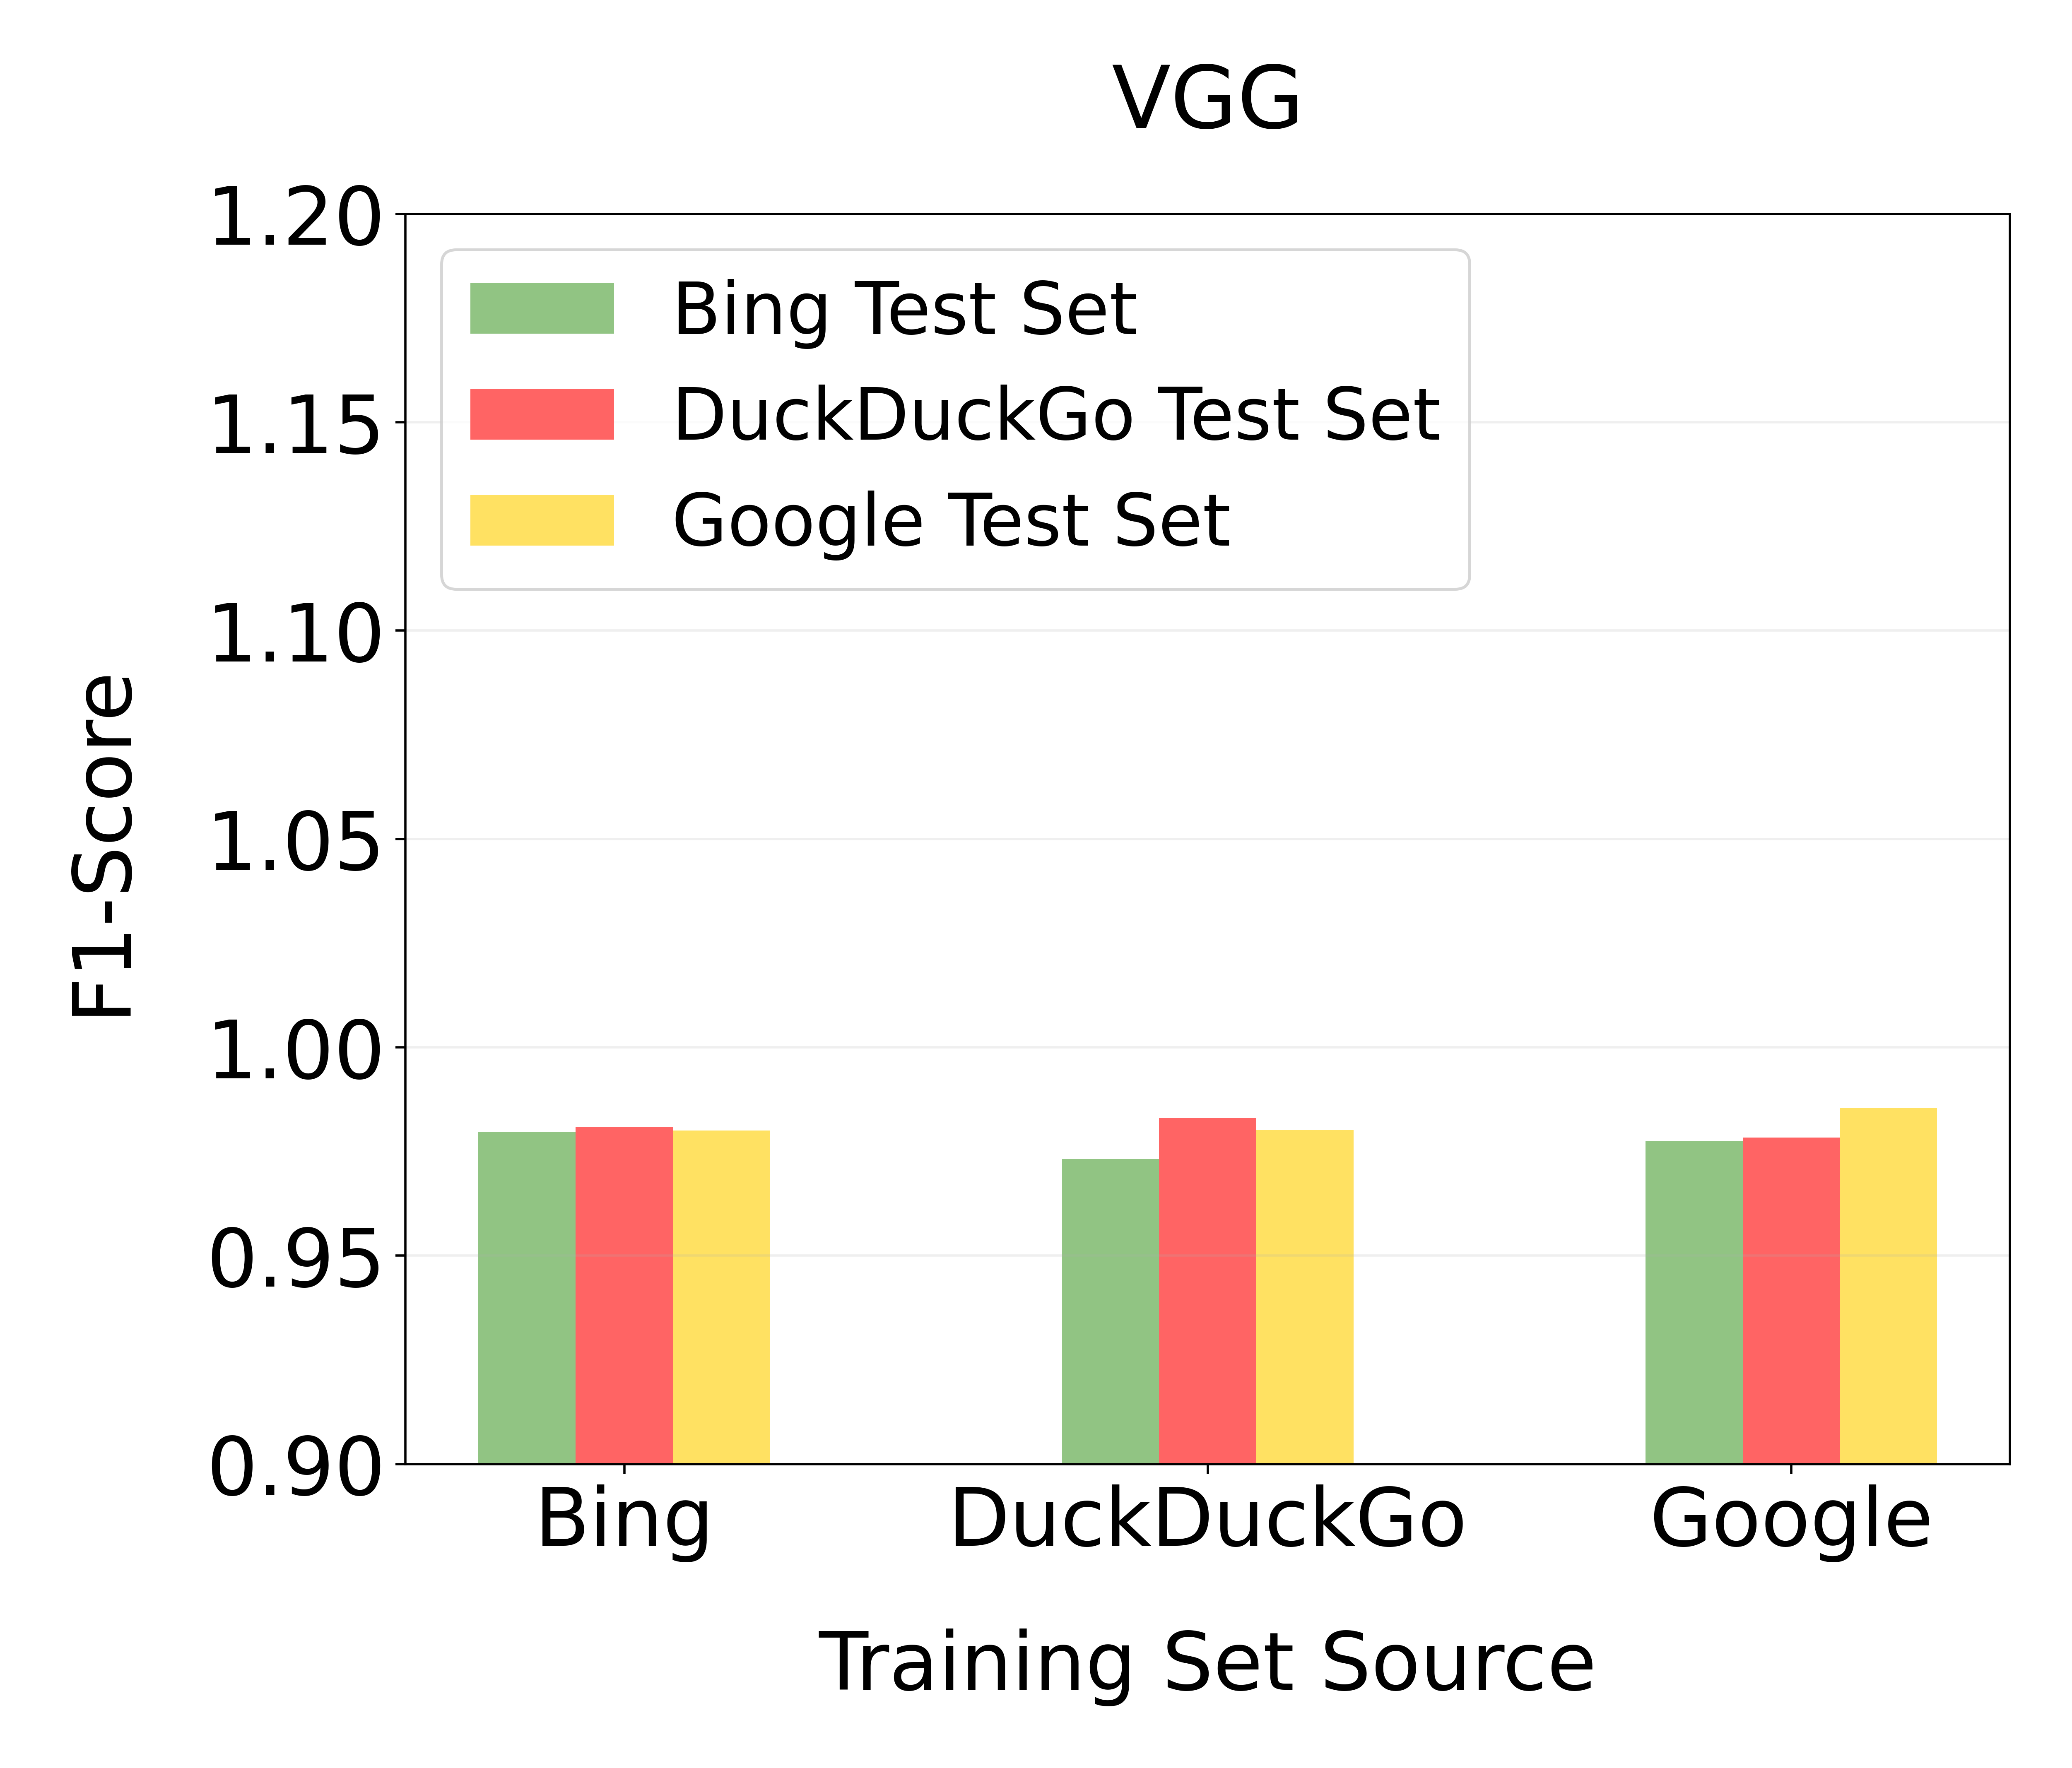 VGG
1.20
1.15
1.10
1.05
1.00
0.95
0.90
F1-Score
Bing Test Set
DuckDuckGo Test Set
Google Test Set
Bing
DuckDuckGo
Google
Training Set Source